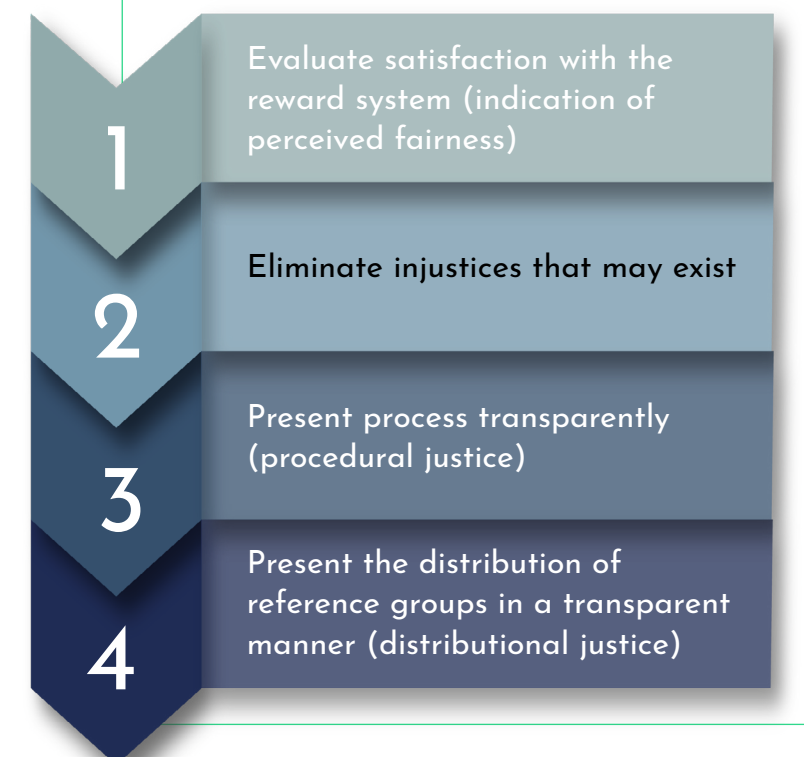 1
Evaluate satisfaction with the
reward system (indication of
perceived fairness)
2
Eliminate injustices that may exist
3
Present process transparently
(procedural justice)
4
Present the distribution of
reference groups in a transparent
manner (distributional justice)